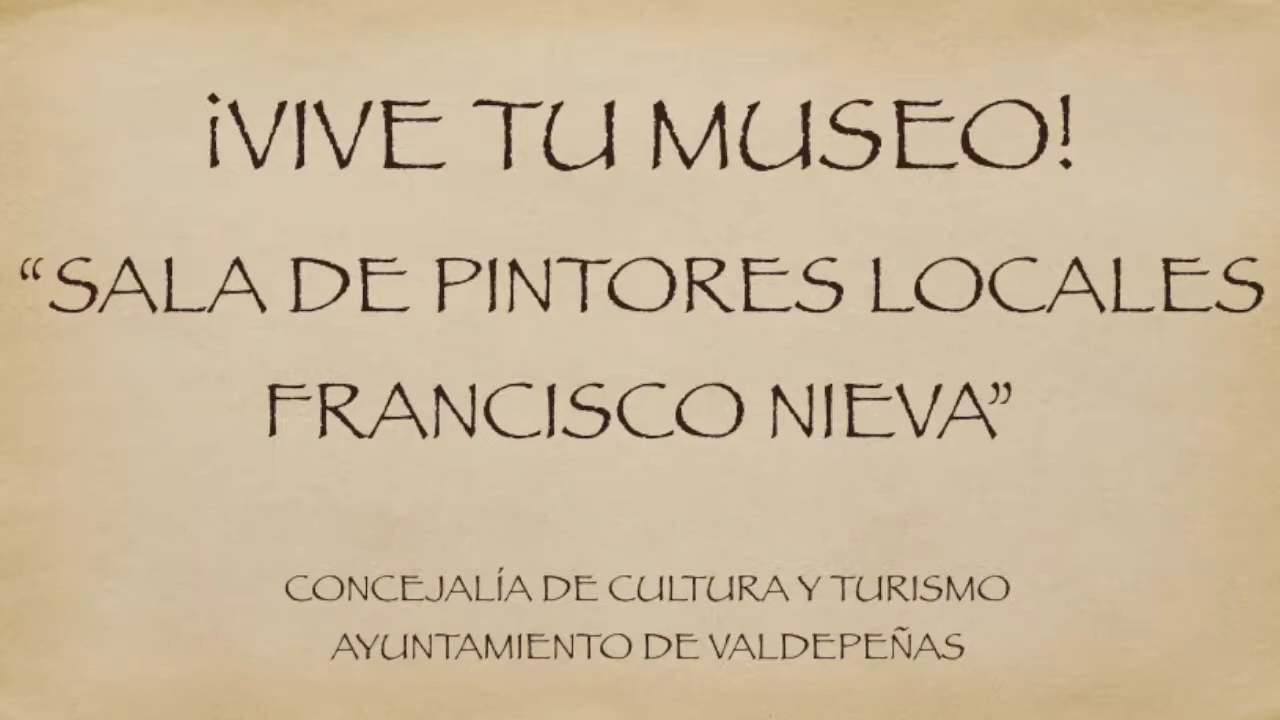 ¡VIVE TU MUSEO!
“SALA DE PINTORES LOCALES
FRANCISCO NIEVA”
CONCEJALÍA DE CULTURA Y TURISMO
AYUNTAMIENTO DE VALDEPEÑAS